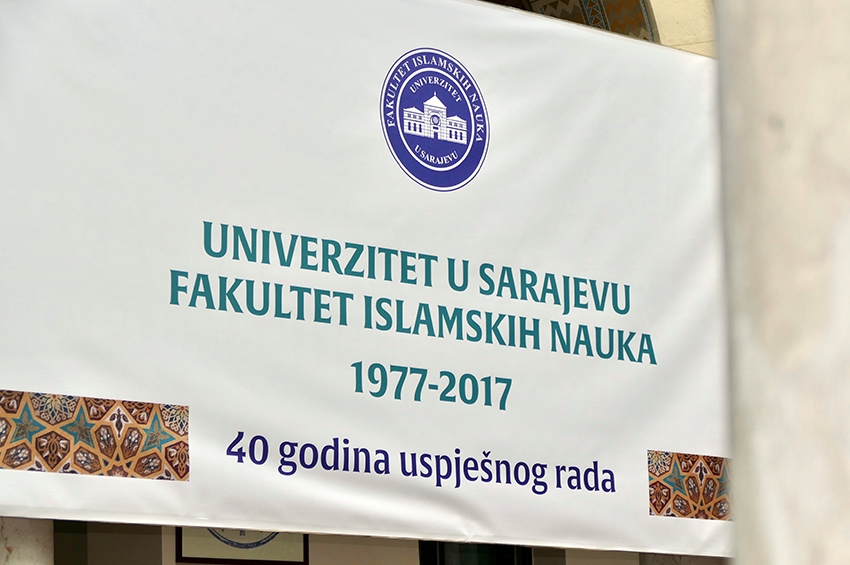 FAKULTET ISLAMSKIH NAUKA
UNIVERZITET
U SARAJEVU
UNIVERZITET U SARAJEVU
FAKULTET ISLAMSKIH NAUKA
1977-2017
40 godina uspješnog rada